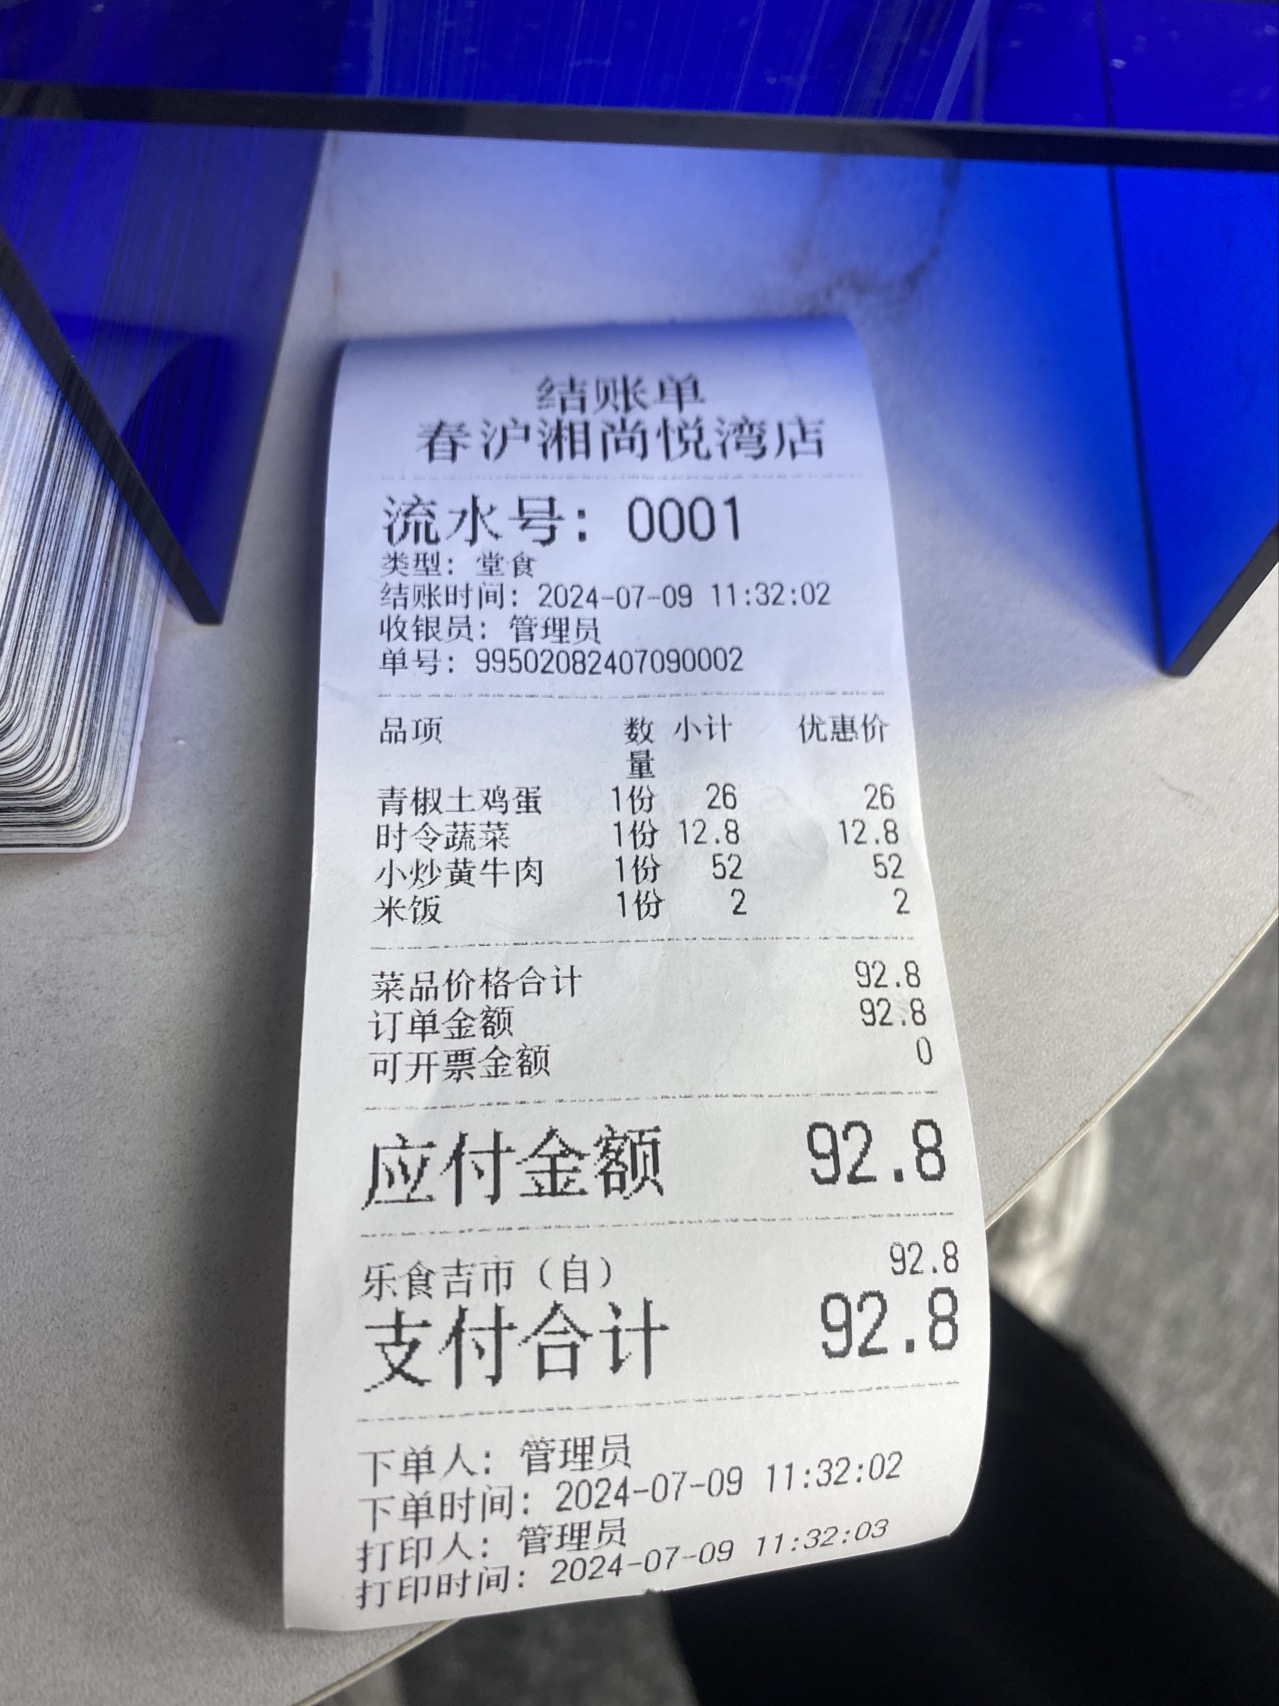 结账单
春沪湘尚悦湾店
流水号：0001
类型：堂食
结账时间：2024-07-09 11:32:02
收银员：管理员
单号：99502082407090002
品项 数量 小计 优惠价
青椒土鸡蛋 1份 26 26
时令蔬菜 1份 12.8 12.8
小炒黄牛肉 1份 52 52
米饭 1份 2 2
菜品价格合计 92.8
订单金额 92.8
可开票金额 0
应付金额 92.8
乐食吉市（自） 92.8
支付合计 92.8
下单人：管理员
下单时间：2024-07-09 11:32:02
打印人：管理员
打印时间：2024-07-09 11:32:03